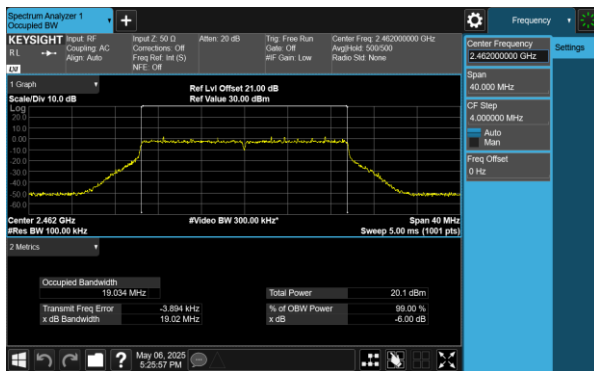 Spectrum Analyzer 1
Occupied BW
Frequency
KEYSIGHT
RL
LXI
Input: RF
Coupling: AC
Align: Auto
Input Z: 50 Ω
Corrections: Off
Freq Ref: Int (S)
NFE: Off
Atten: 20 dB
Trig: Free Run
Gate: Off
#IF Gain: Low
Center Freq: 2.462000000 GHz
Avg|Hold: 500/500
Radio Std: None
Center Frequency
2.462000000 GHz
Settings
Span
40.000 MHz
CF Step
4.000000 MHz
Auto
Man
Freq Offset
0 Hz
1 Graph
Scale/Div 10.0 dB
Ref Lvl Offset 21.00 dB
Ref Value 30.00 dBm
Log
20.0
10.0
0.00
-10.0
-20.0
-30.0
-40.0
-50.0
-60.0
Center 2.462 GHz
#Video BW 300.00 kHz*
Span 40 MHz
#Res BW 100.00 kHz
Sweep 5.00 ms (1001 pts)
2 Metrics
Occupied Bandwidth
19.034 MHz
Total Power 20.1 dBm
Transmit Freq Error -3.894 kHz
% of OBW Power 99.00 %
x dB Bandwidth 19.02 MHz
x dB -6.00 dB
?
May 06, 2025
5:25:57 PM